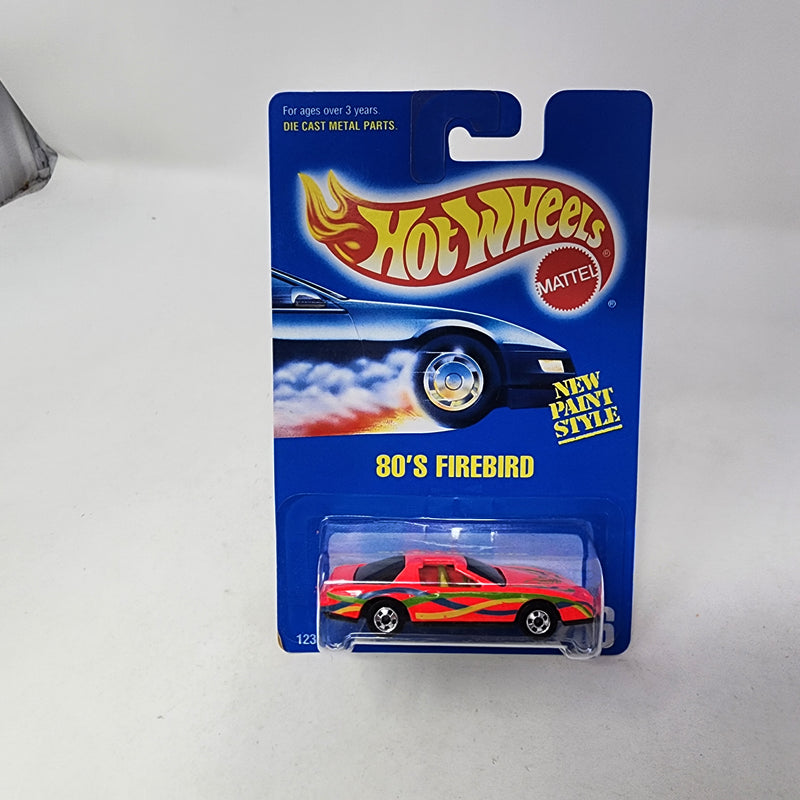 For ages over 3 years.
DIE CAST METAL PARTS.
HOT WHEELS®
MATTEL
®
NEW
PAINT
STYLE
80'S FIREBIRD
123